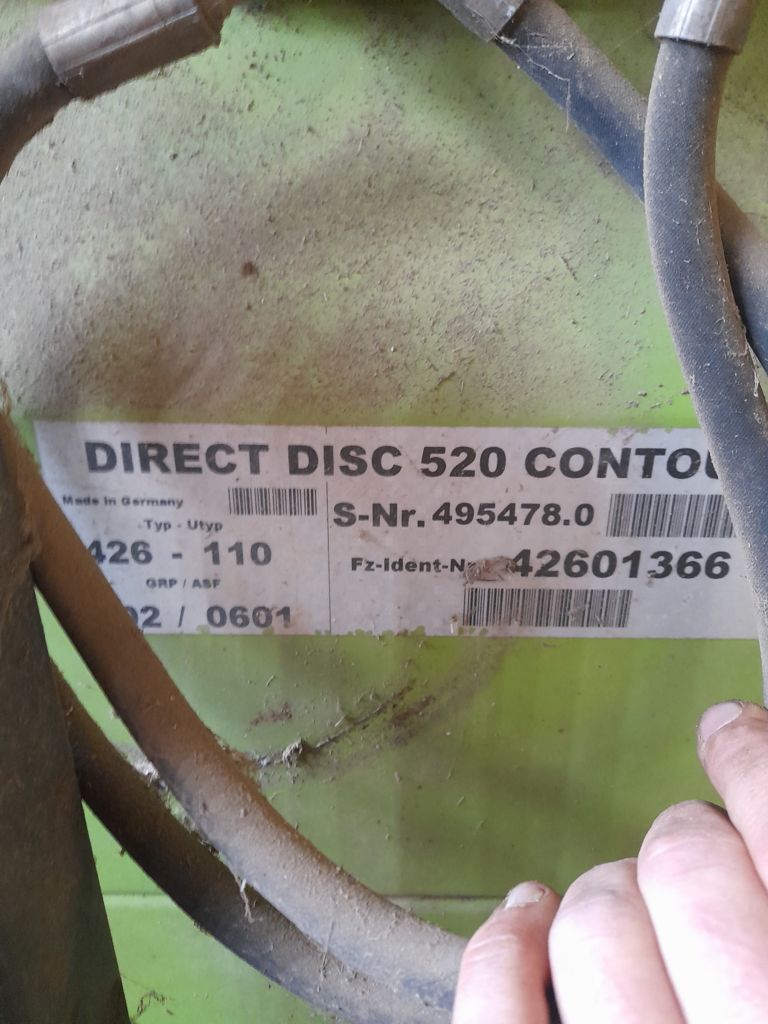 DIRECT DISC 520 CONTOU
Made in Germany
S-Nr. 495478.0
Typ - Utyp
426 - 110
Fz-Ident-N 42601366
GRP / ASF
02 / 0601